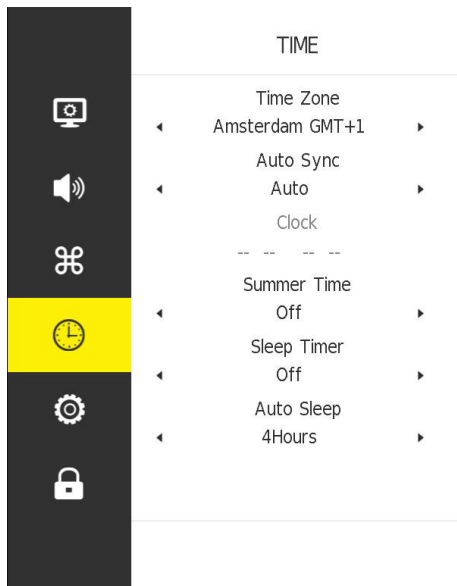 TIME
Time Zone
Amsterdam GMT+1
Auto Sync
Auto
Clock
-- -- -- --
Summer Time
Off
Sleep Timer
Off
Auto Sleep
4Hours